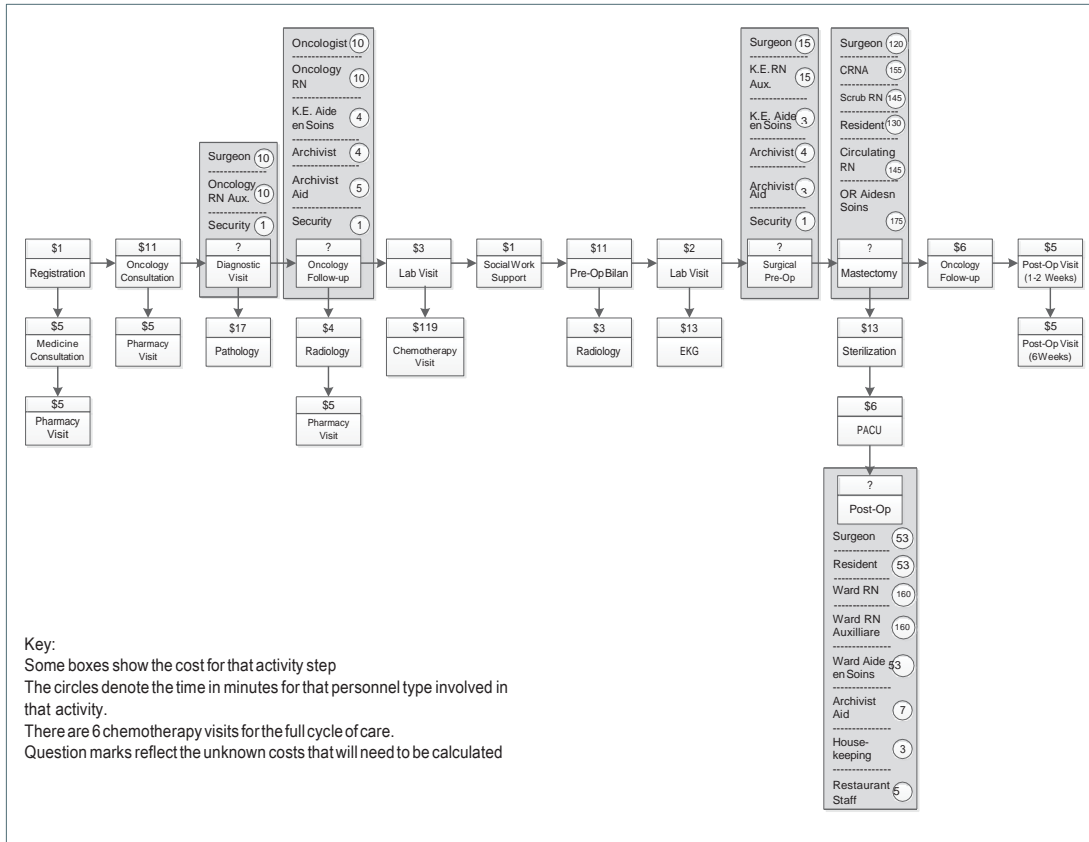 Oncologist 10
Oncology
RN 10
K.E. Aide
en Soins 4
Archivist 4
Archivist
Aid 5
Security 1
Surgeon 15
K.E. RN
Aux. 15
K.E. Aide
en Soins 3
Archivist 4
Archivist
Aid 3
Security 1
Surgeon 120
CRNA 155
Scrub RN 145
Resident 130
Circulating
RN 145
OR Aidesn
Soins
175
Surgeon 10
Oncology
RN Aux. 10
Security 1
$1
Registration
$11
Oncology
Consultation
?
Diagnostic
Visit
?
Oncology
Follow-up
$3
Lab Visit
$1
Social Work
Support
$11
Pre-Op Bilan
$2
Lab Visit
?
Surgical
Pre-Op
?
Mastectomy
$6
Oncology
Folow-up
$5
Post-Op Visit
(1-2 Weeks)
$5
Medicine
Consultation
$5
Pharmacy
Visit
$17
Pathology
$4
Radiology
$119
Chemotherapy
Visit
$3
Radiology
$13
EKG
$13
Sterilization
$5
Post-Op Visit
(6 Weeks)
$5
Pharmacy
Visit
$5
Pharmacy
Visit
$6
PACU
?
Post-Op
Surgeon 53
Resident 53
Ward RN 160
Ward RN
Auxilliare 160
Ward Aide 53
en Soins
Archivist
Aid 7
House-
keeping 3
Restaurant 5
Staff
Key:
Some boxes show the cost for that activity step
The circles denote the time in minutes for that personnel type involved in
that activity.
There are 6 chemotherapy visits for the full cycle of care.
Question marks reflect the unknown costs that will need to be calculated